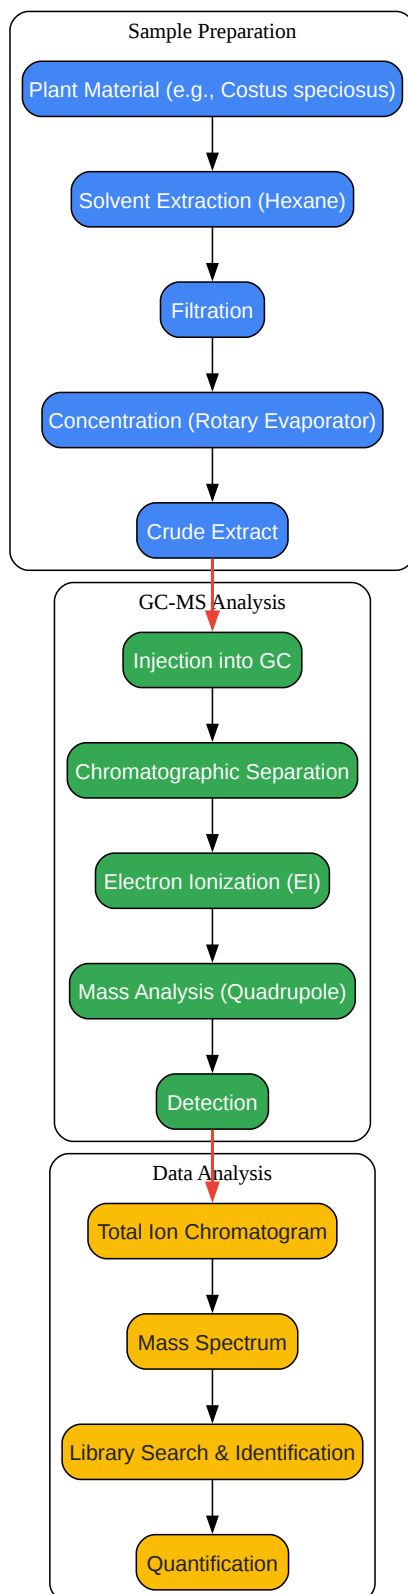 Sample Preparation
Plant Material (e.g., Costus speciosus)
Solvent Extraction (Hexane)
Filtration
Concentration (Rotary Evaporator)
Crude Extract
GC-MS Analysis
Injection into GC
Chromatographic Separation
Electron Ionization (EI)
Mass Analysis (Quadrupole)
Detection
Data Analysis
Total Ion Chromatogram
Mass Spectrum
Library Search & Identification
Quantification